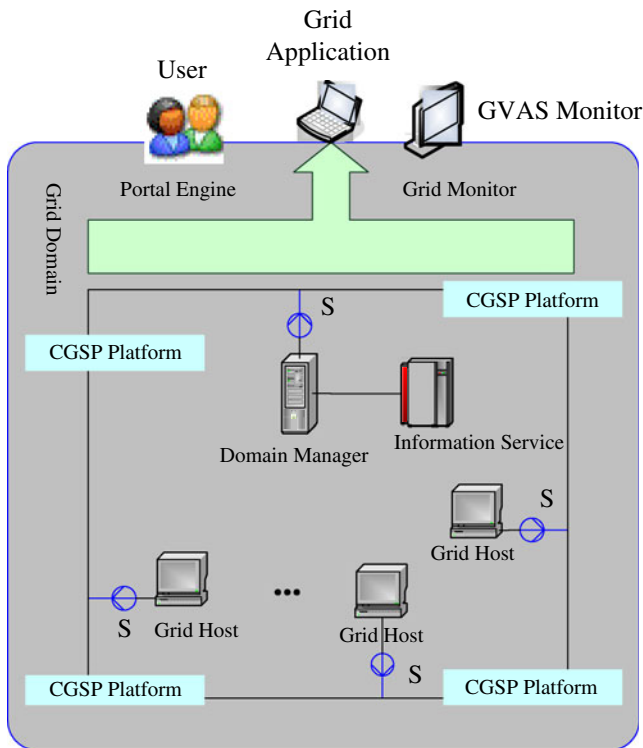 Grid
Application
User
GVAS Monitor
Portal Engine
Grid Monitor
Grid Domain
S
CGSP Platform
CGSP Platform
Domain Manager
Information Service
S
Grid Host
S
Grid Host
...
Grid Host
S
CGSP Platform
CGSP Platform